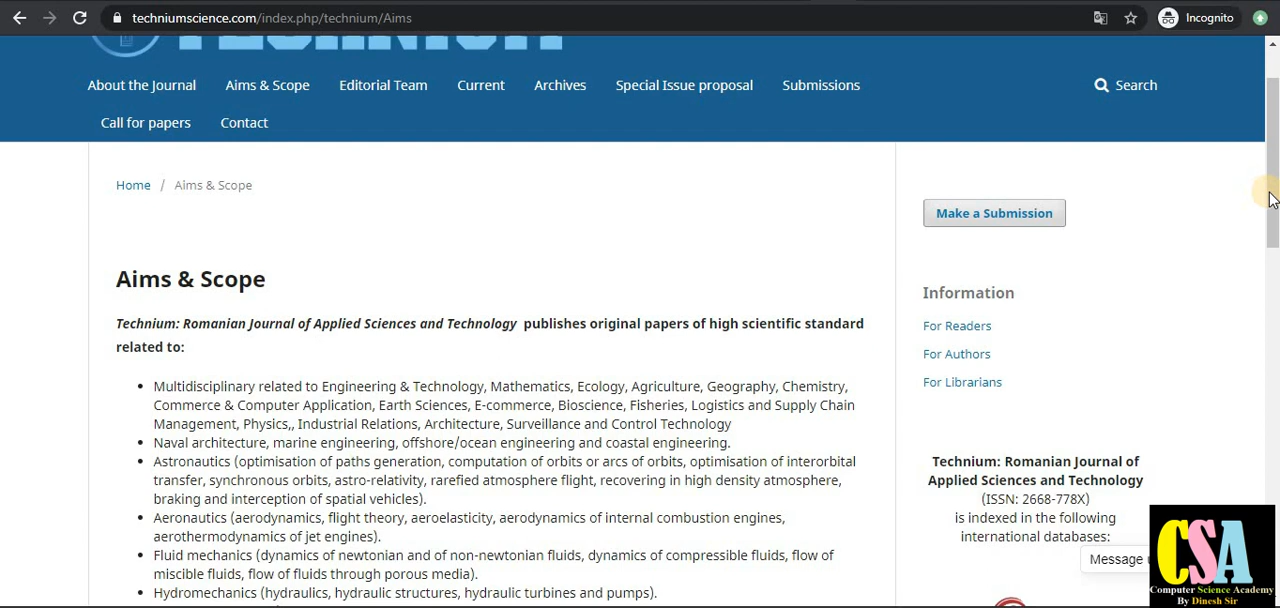 techniumscience.com/index.php/technium/Aims
Incognito
TECHNIUM
About the Journal
Aims & Scope
Editorial Team
Current
Archives
Special Issue proposal
Submissions
Search
Call for papers
Contact
Home / Aims & Scope
Make a Submission
Aims & Scope
Technium: Romanian Journal of Applied Sciences and Technology publishes original papers of high scientific standard
related to:
• Multidisciplinary related to Engineering & Technology, Mathematics, Ecology, Agriculture, Geography, Chemistry,
Commerce & Computer Application, Earth Sciences, E-commerce, Bioscience, Fisheries, Logistics and Supply Chain
Management, Physics,, Industrial Relations, Architecture, Surveillance and Control Technology
• Naval architecture, marine engineering, offshore/ocean engineering and coastal engineering.
• Astronautics (optimisation of paths generation, computation of orbits or arcs of orbits, optimisation of interorbital
transfer, synchronous orbits, astro-relativity, rarefied atmosphere flight, recovering in high density atmosphere,
braking and interception of spatial vehicles).
• Aeronautics (aerodynamics, flight theory, aeroelasticity, aerodynamics of internal combustion engines,
aerothermodynamics of jet engines).
• Fluid mechanics (dynamics of newtonian and of non-newtonian fluids, dynamics of compressible fluids, flow of
miscible fluids, flow of fluids through porous media).
• Hydromechanics (hydraulics, hydraulic structures, hydraulic turbines and pumps).
Information
For Readers
For Authors
For Librarians
Technium: Romanian Journal of
Applied Sciences and Technology
(ISSN: 2668-778X)
is indexed in the following
international databases:
Message
CSA
Computer Science Academy
By Dinesh Sir